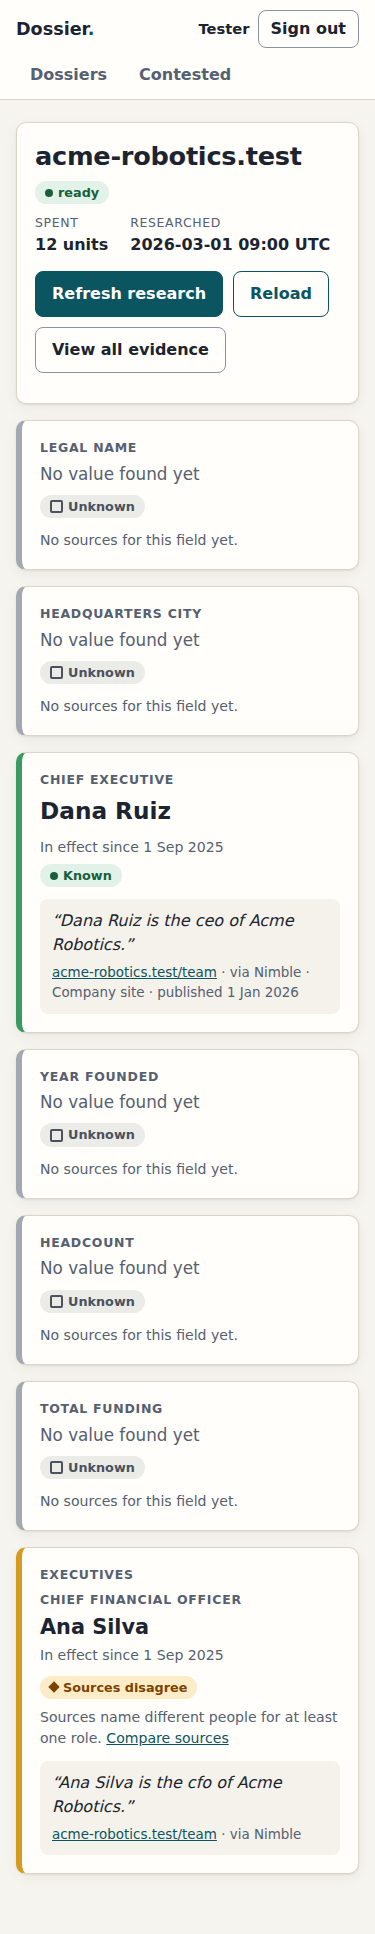 Dossier.
Tester
Sign out
Dossiers
Contested
acme-robotics.test
ready
SPENT
RESEARCHED
12 units
2026-03-01 09:00 UTC
Refresh research
Reload
View all evidence
LEGAL NAME
No value found yet
Unknown
No sources for this field yet.
HEADQUARTERS CITY
No value found yet
Unknown
No sources for this field yet.
CHIEF EXECUTIVE
Dana Ruiz
In effect since 1 Sep 2025
Known
“Dana Ruiz is the ceo of Acme
Robotics.”
acme-robotics.test/team · via Nimble ·
Company site · published 1 Jan 2026
YEAR FOUNDED
No value found yet
Unknown
No sources for this field yet.
HEADCOUNT
No value found yet
Unknown
No sources for this field yet.
TOTAL FUNDING
No value found yet
Unknown
No sources for this field yet.
EXECUTIVES
CHIEF FINANCIAL OFFICER
Ana Silva
In effect since 1 Sep 2025
Sources disagree
Sources name different people for at least
one role. Compare sources
“Ana Silva is the cfo of Acme
Robotics.”
acme-robotics.test/team · via Nimble